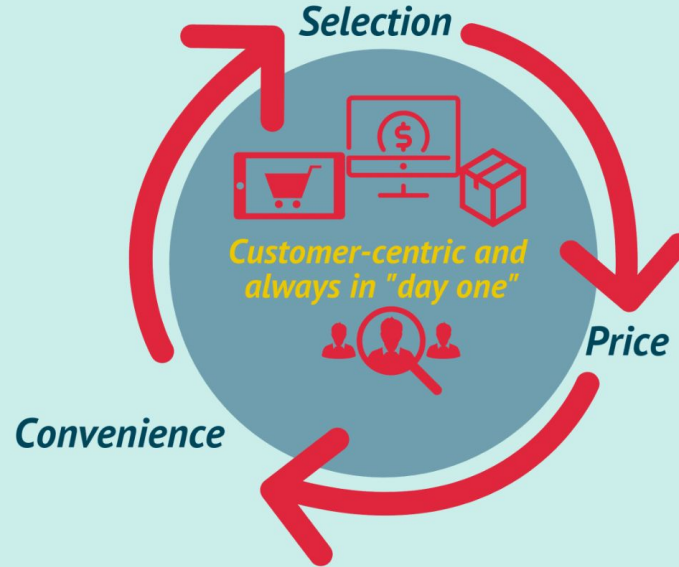 Selection
$
Customer-centric and
always in "day one"
Price
Convenience